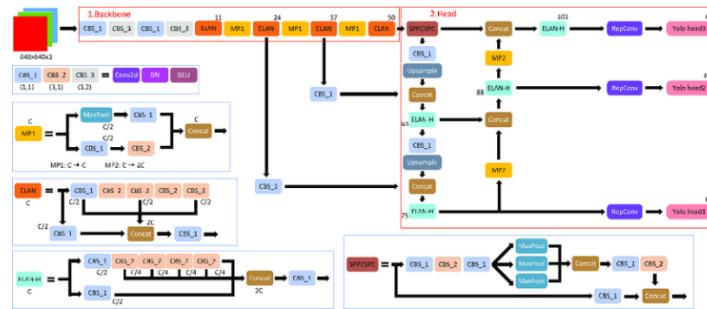 1.Backbone
2.Head
11
24
37
50
101
CBS_1 CBS_3 CBS_1 CBS_3 ELAN MP1 ELAN MP1 ELAN MP1 ELAN SPPCSPC Concat ELAN-H RepConv Yolo head3
640x640x3
CBS_1
MP2
CBS_1 CBS_2 CBS_3 Conv2d BN SiLU
(1,1) (3,1) (3,2)
Upsample
CBS_1
Concat
88
ELAN-H
RepConv
Yolo head2
C
MP1
MaxPool CBS_1
C/2
C/2
CBS_1 CBS_2
C
Concat
MP1: C → C MP2: C → 2C
63
ELAN-H
Concat
CBS_1
Upsample
MP2
CBS_1
Concat
75
ELAN-H
RepConv
Yolo head1
ELAN
C
CBS_1 CBS_2 CBS_2 CBS_2 CBS_3
C/2 C/2 C/2
C/2
2C
CBS_1 Concat CBS_1
ELAN-H
C
CBS_1 CBS_2 CBS_2 CBS_2 CBS_2
C/2 C/4 C/4 C/4 C/4
CBS_1
C/2
Concat
2C
CBS_1
SPPCSPC
CBS_1 CBS_2 CBS_1
MaxPool
MaxPool
MaxPool
Concat CBS_1 CBS_2
CBS_1 Concat